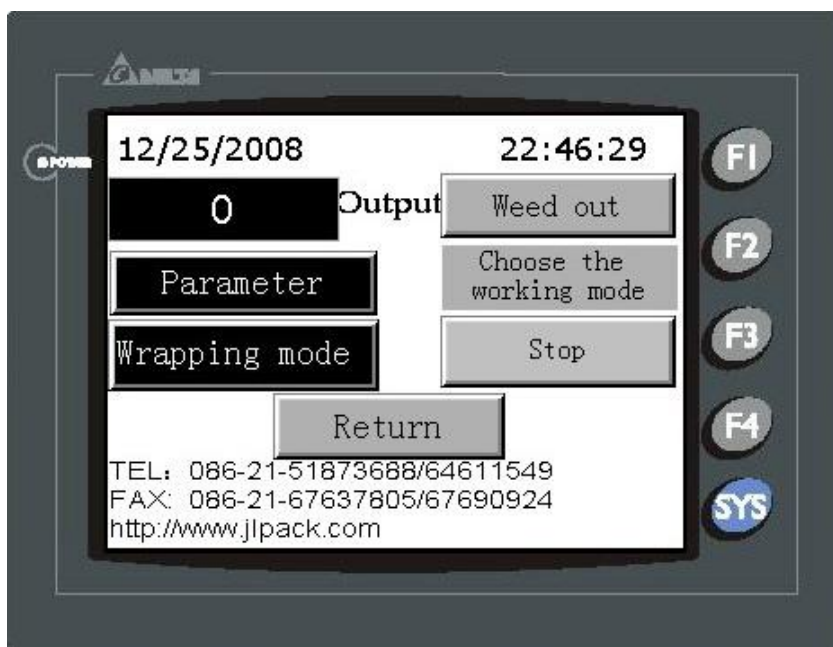 DELTA
POWER
12/25/2008 22:46:29
0 Output Weed out
Parameter
Choose the
working mode
Wrapping mode
Stop
Return
TEL: 086-21-51873688/64611549
FAX: 086-21-67637805/67690924
http://www.jlpack.com
F1
F2
F3
F4
SYS